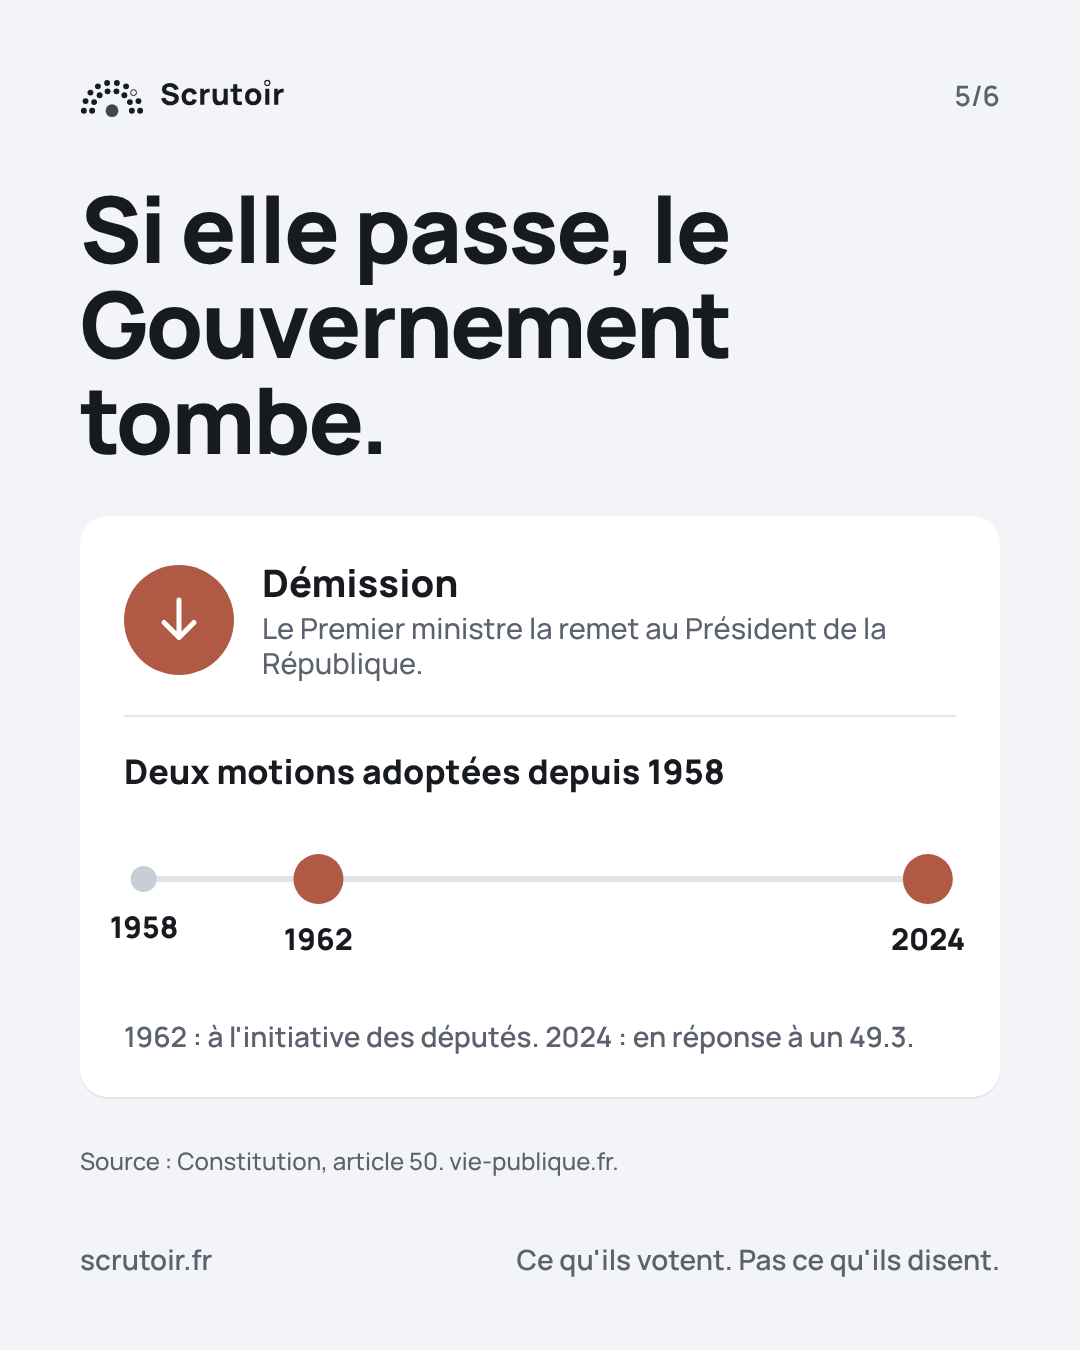 Scrutoir
5/6
Si elle passe, le
Gouvernement
tombe.
Démission
Le Premier ministre la remet au Président de la
République.
Deux motions adoptées depuis 1958
1958
1962
2024
1962 : à l'initiative des députés. 2024 : en réponse à un 49.3.
Source : Constitution, article 50. vie-publique.fr.
scrutoir.fr
Ce qu'ils votent. Pas ce qu'ils disent.